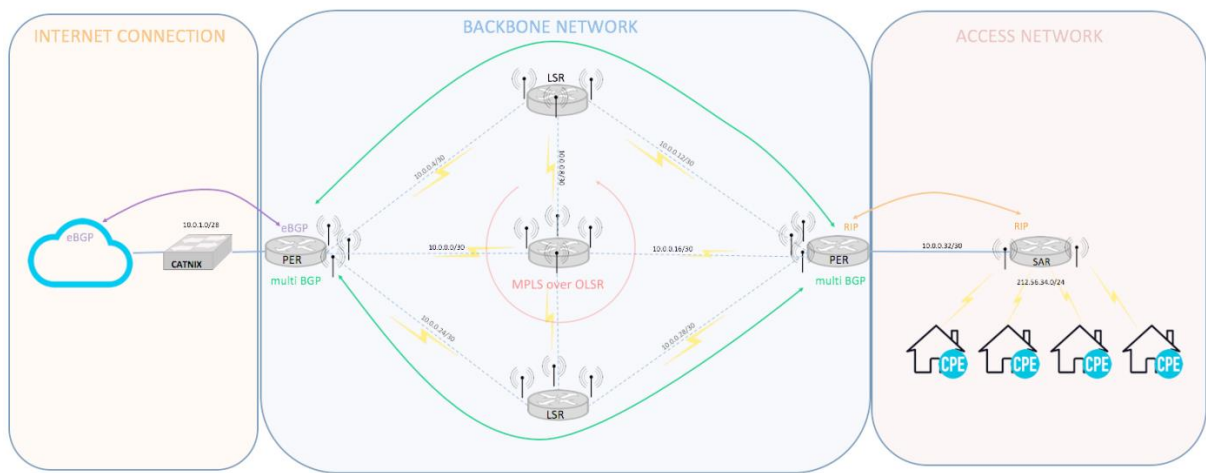 INTERNET CONNECTION
BACKBONE NETWORK
ACCESS NETWORK
LSR
10.0.0.4/30
10.0.0.8/30
10.0.0.12/30
eBGP
10.0.1.0/28
eBGP
RIP
RIP
CATNIX
PER
10.0.0.0/30
10.0.0.16/30
PER
10.0.0.32/30
SAR
multi BGP
MPLS over OLSR
multi BGP
212.56.34.0/24
10.0.0.24/30
10.0.0.28/30
LSR
CPE
CPE
CPE
CPE